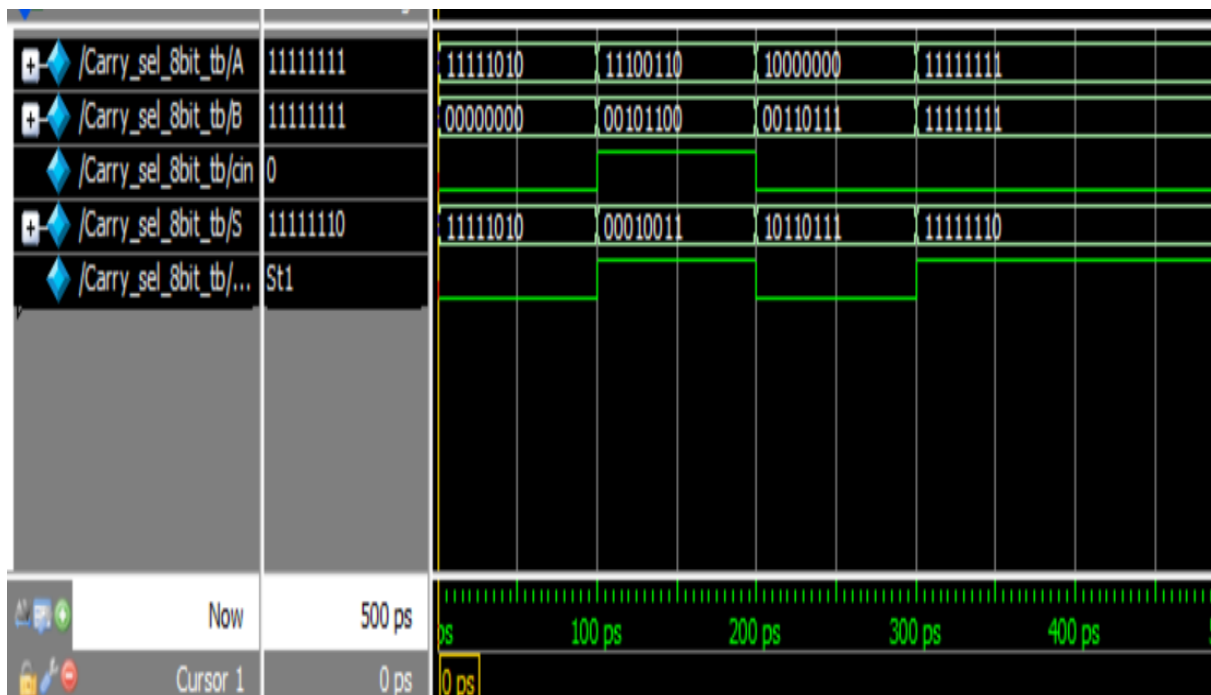 /Carry_sel_8bit_tb/A 11111111 11111010 11100110 10000000 11111111
/Carry_sel_8bit_tb/B 11111111 00000000 00101100 00110111 11111111
/Carry_sel_8bit_tb/cin 0
/Carry_sel_8bit_tb/S 11111110 11111010 00010011 10110111 11111110
/Carry_sel_8bit_tb/... St1
Now 500 ps ps 100 ps 200 ps 300 ps 400 ps
Cursor 1 0 ps 0 ps